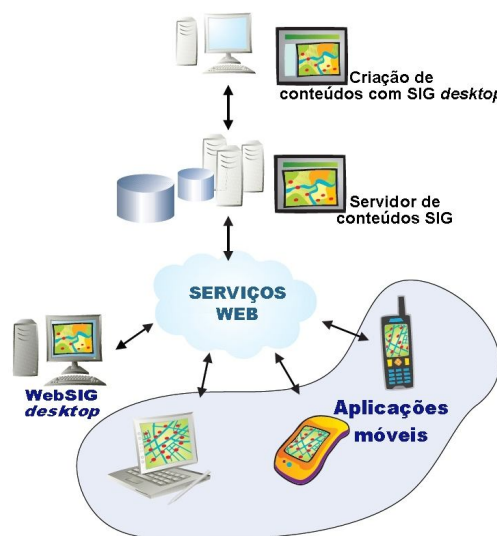 Criação de
conteúdos com SIG desktop
Servidor de
conteúdos SIG
SERVIÇOS
WEB
WebSIG
desktop
Aplicações
móveis